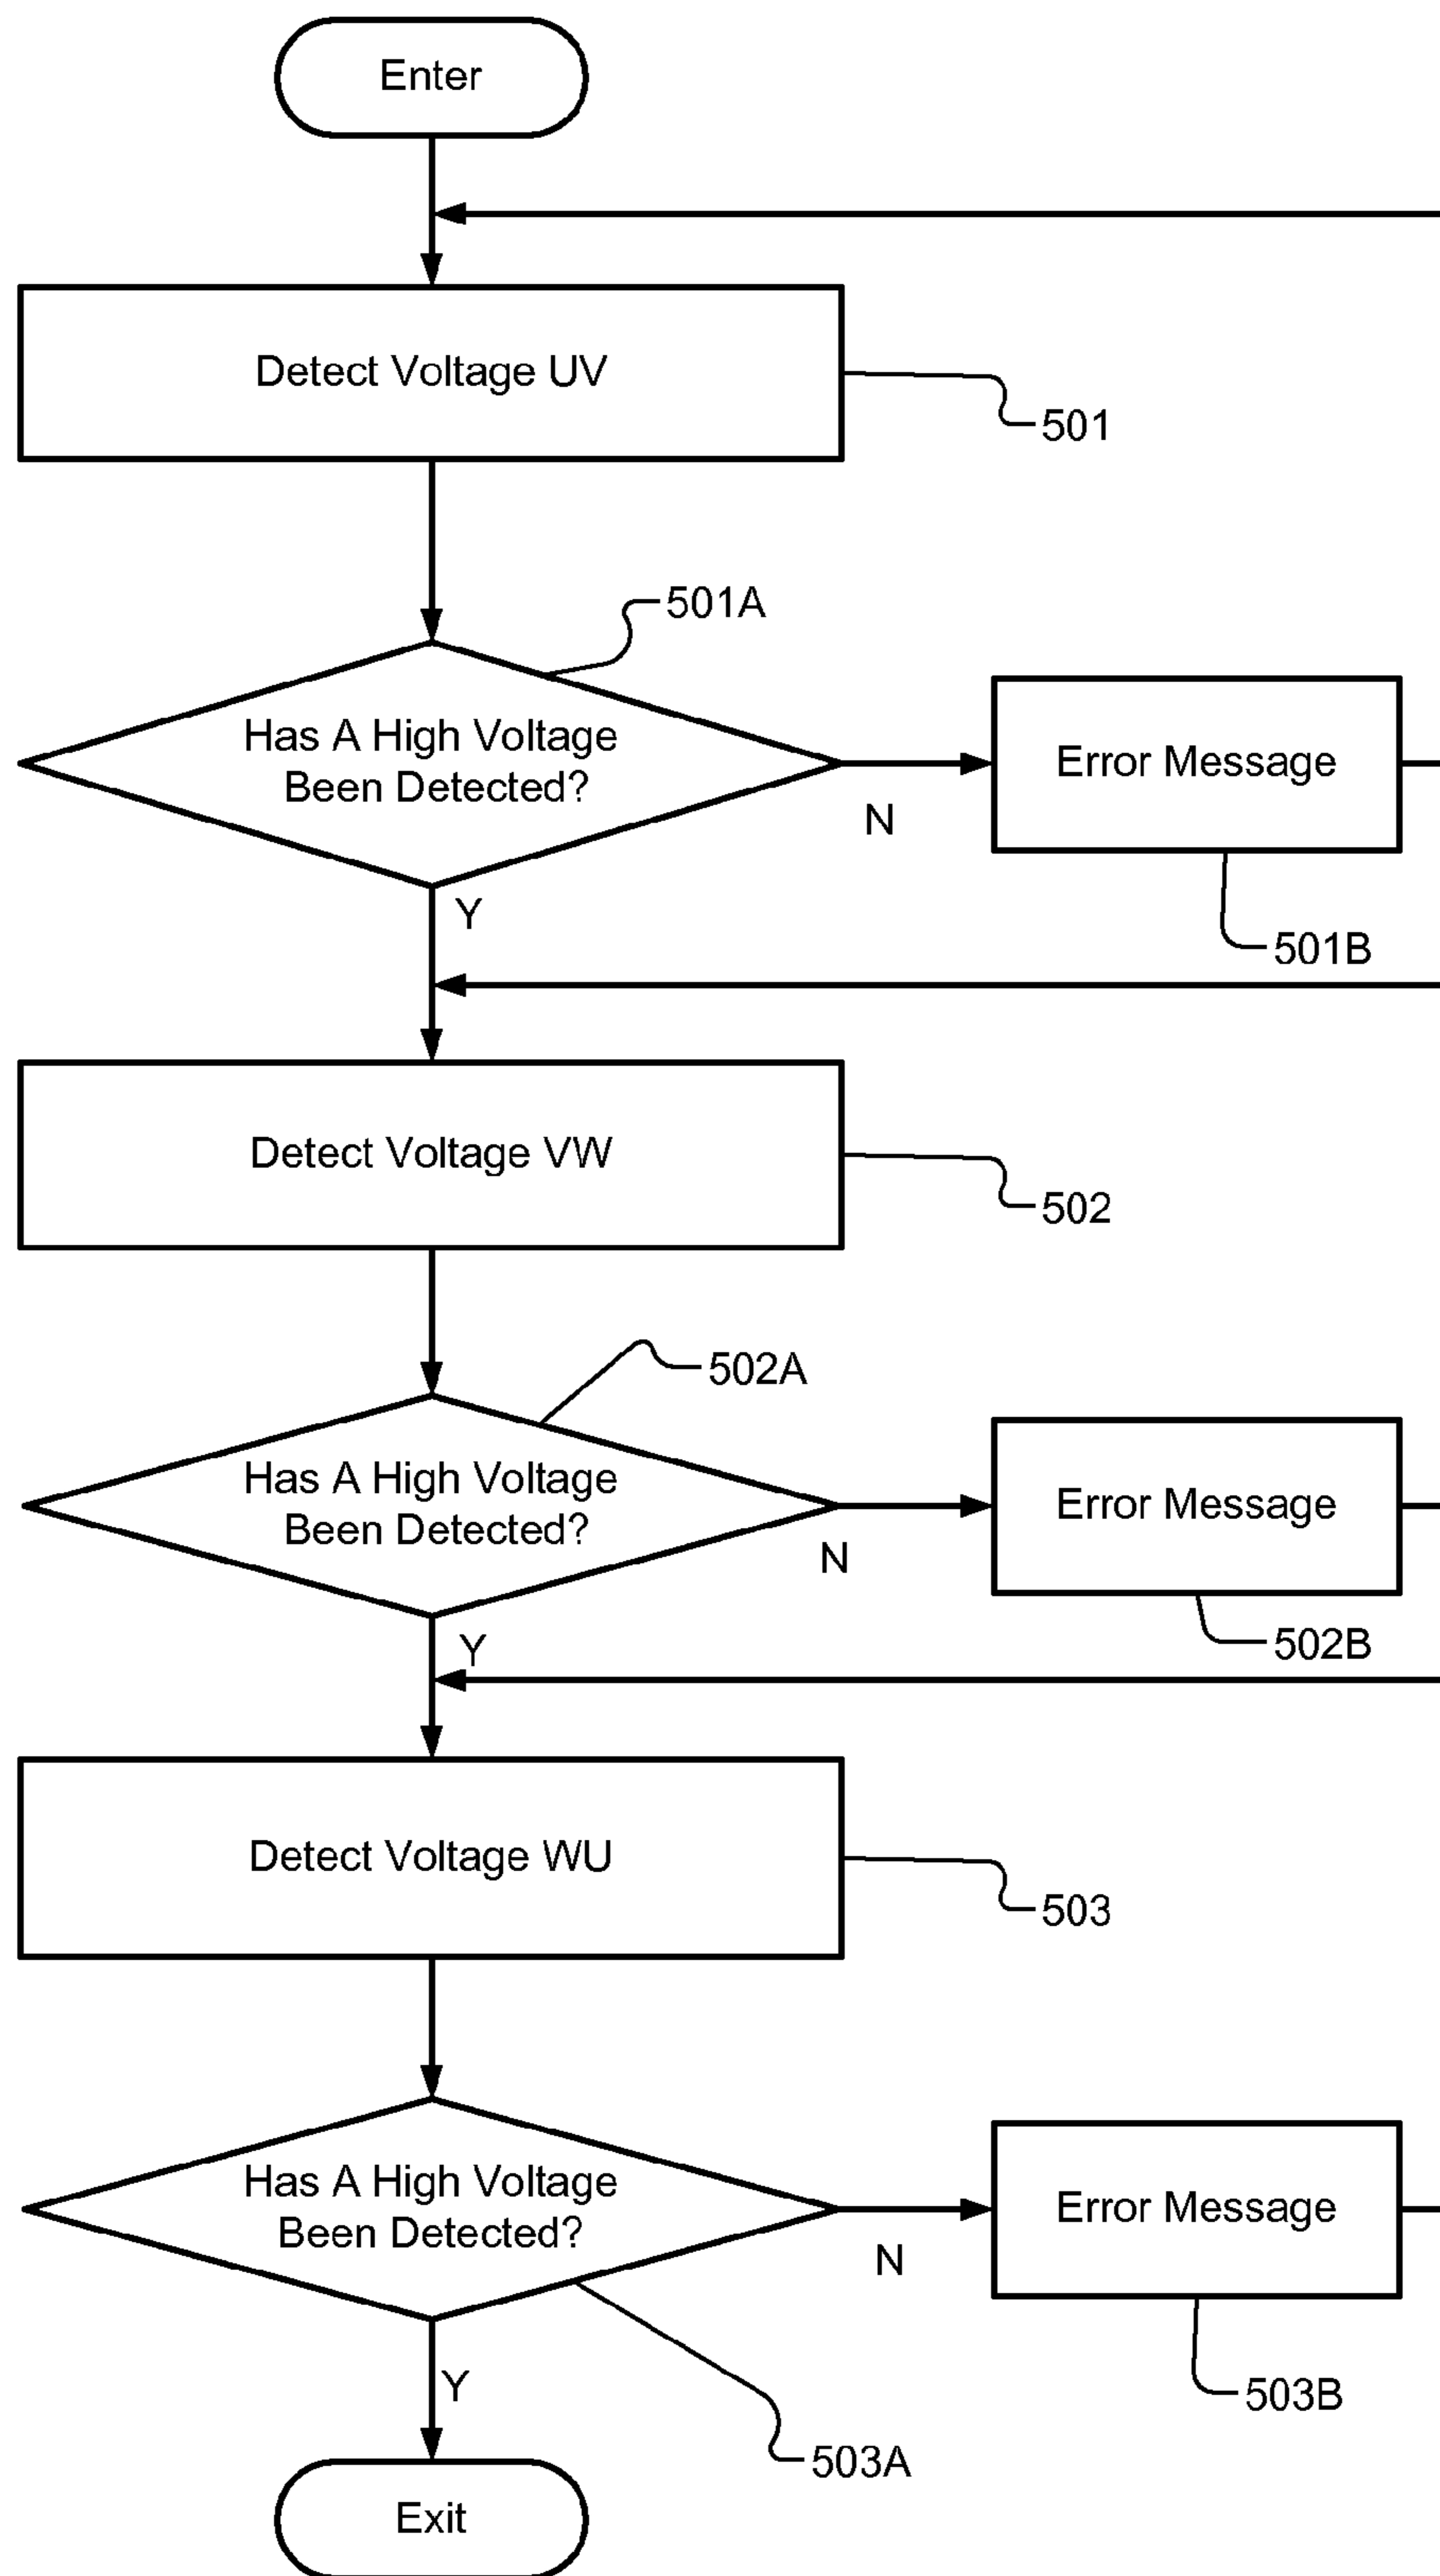 Enter
Detect Voltage UV
501
501A
Has A High Voltage
Been Detected?
Error Message
N
501B
Y
Detect Voltage VW
502
502A
Has A High Voltage
Been Detected?
Error Message
N
502B
Y
Detect Voltage WU
503
Has A High Voltage
Been Detected?
Error Message
N
503B
Y
503A
Exit